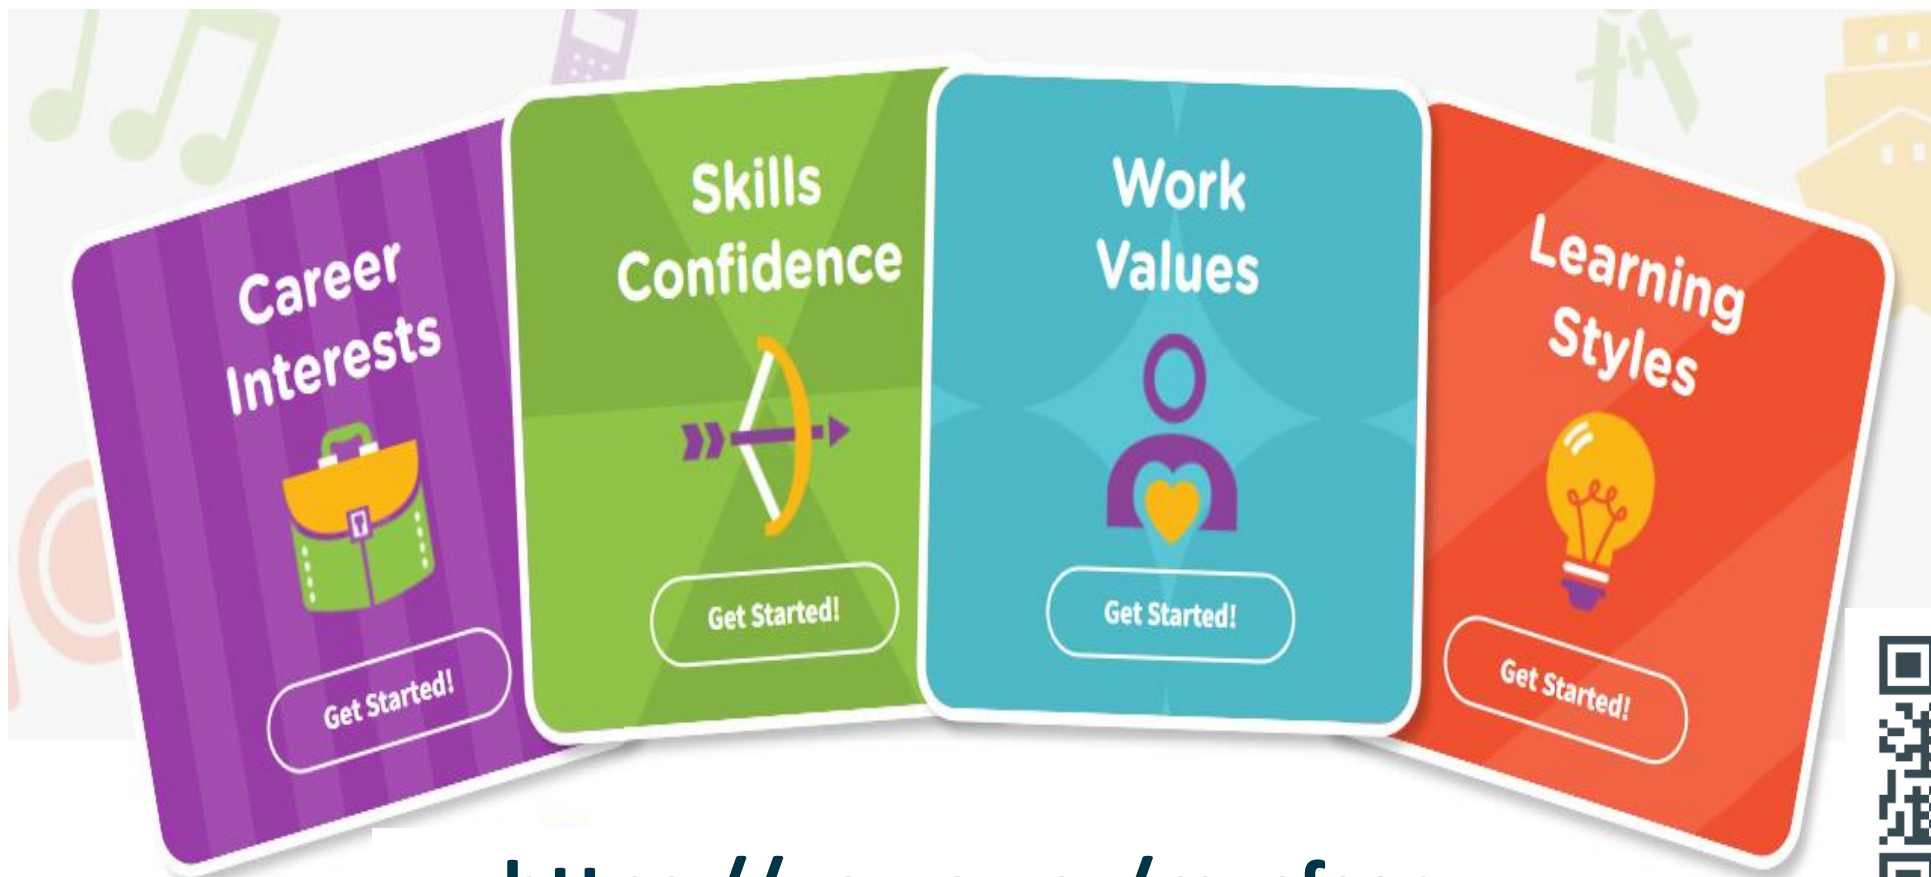 Career
Interests
Get Started!
Skills
Confidence
Get Started!
Work
Values
Get Started!
Learning
Styles
Get Started!